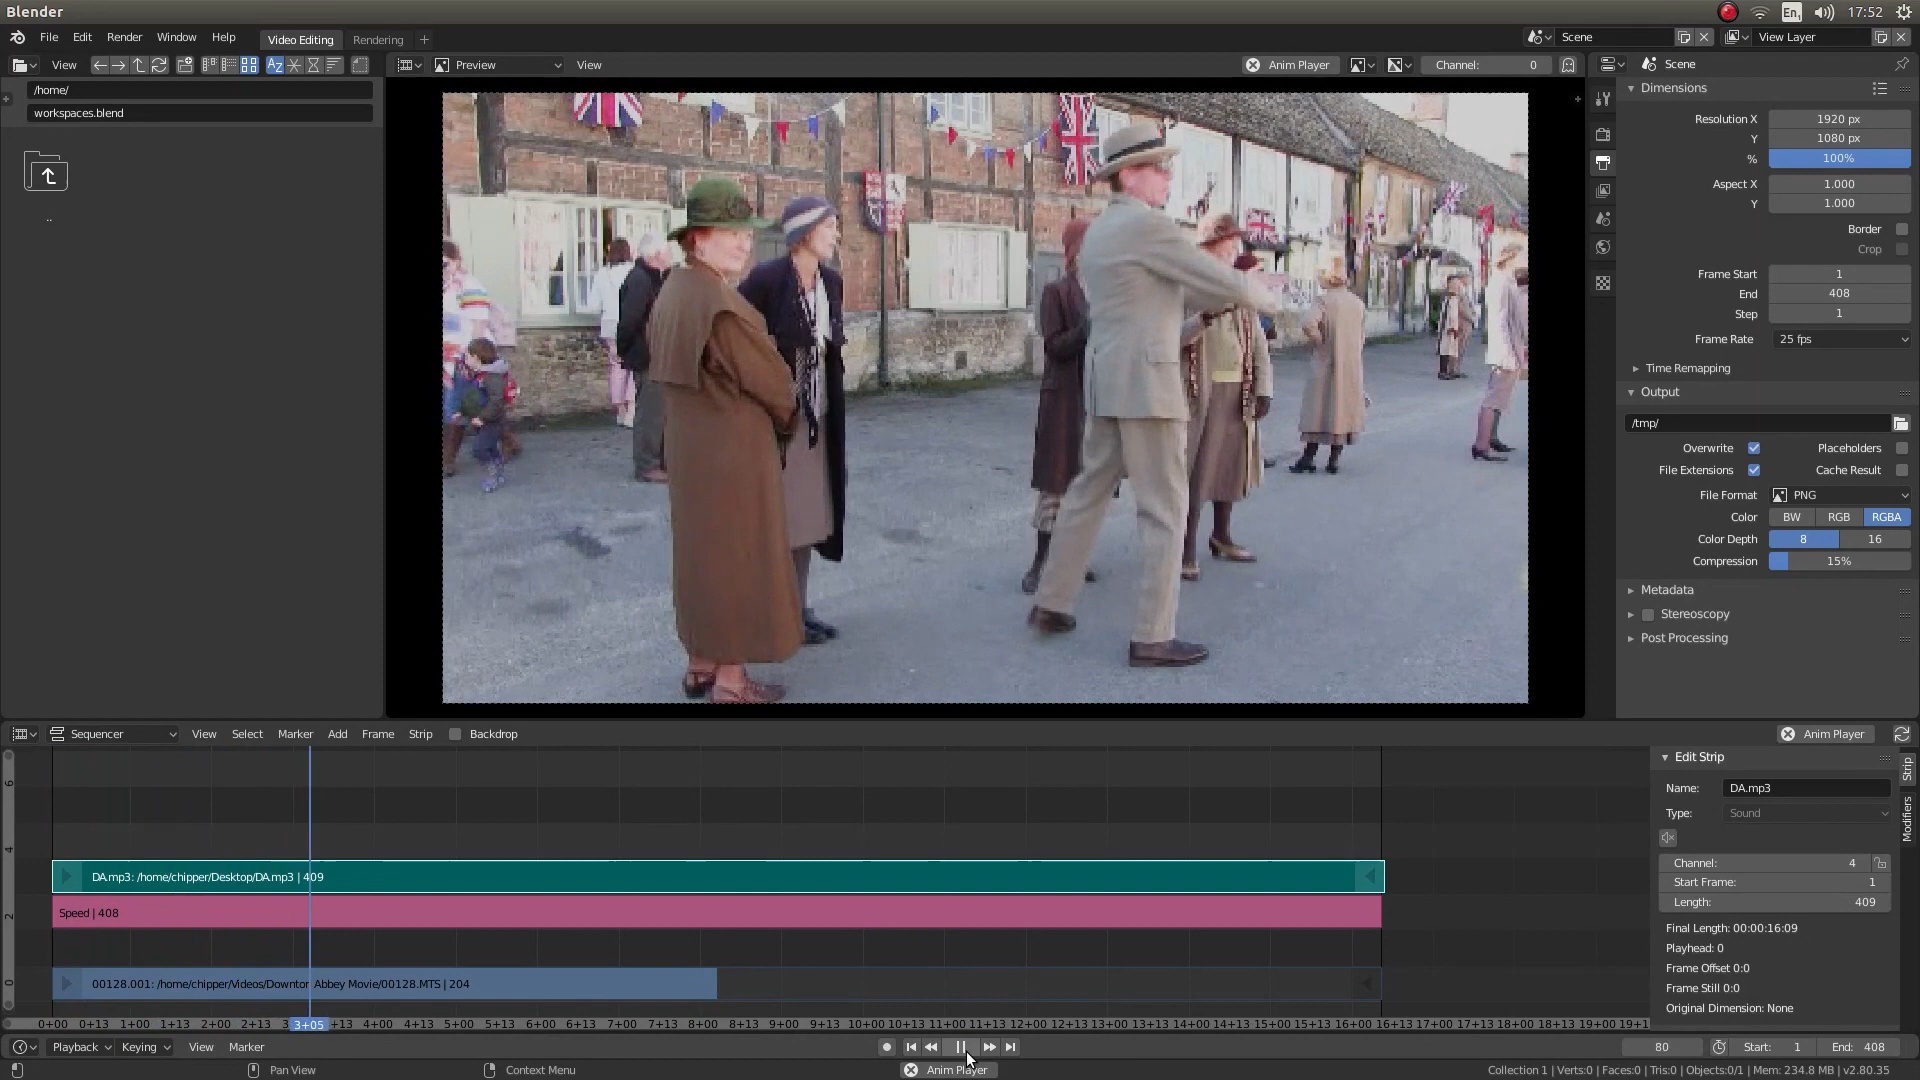 Blender
En1 17:52
File Edit Render Window Help Video Editing Rendering + Scene View Layer
View Preview View Anim Player Channel: 0 Scene
/home/
workspaces.blend
..
Dimensions
Resolution X 1920 px
Y 1080 px
% 100%
Aspect X 1.000
Y 1.000
Border
Crop
Frame Start 1
End 408
Step 1
Frame Rate 25 fps
Time Remapping
Output
/tmp/
Overwrite Placeholders
File Extensions Cache Result
File Format PNG
Color BW RGB RGBA
Color Depth 8 16
Compression 15%
Metadata
Stereoscopy
Post Processing
Sequencer View Select Marker Add Frame Strip Backdrop Anim Player
6
4
2
0
DA.mp3: /home/chipper/Desktop/DA.mp3 | 409
Speed | 408
00128.001: /home/chipper/Videos/Downton Abbey Movie/00128.MTS | 204
0+00 0+13 1+00 1+13 2+00 2+13 3 3+05 +13 4+00 4+13 5+00 5+13 6+00 6+13 7+00 7+13 8+00 8+13 9+00 9+13 10+00 10+13 11+00 11+13 12+00 12+13 13+00 13+13 14+00 14+13 15+00 15+13 16+00 16+13 17+00 17+13 18+00 18+13 19+00 19+1
Edit Strip
Strip
Modifiers
Name: DA.mp3
Type: Sound
Channel: 4
Start Frame: 1
Length: 409
Final Length: 00:00:16:09
Playhead: 0
Frame Offset 0:0
Frame Still 0:0
Original Dimension: None
Playback Keying View Marker 80 Start: 1 End: 408
Pan View Context Menu Anim Player Collection 1 | Verts:0 | Faces:0 | Tris:0 | Objects:0/1 | Mem: 234.8 MB | v2.80.35